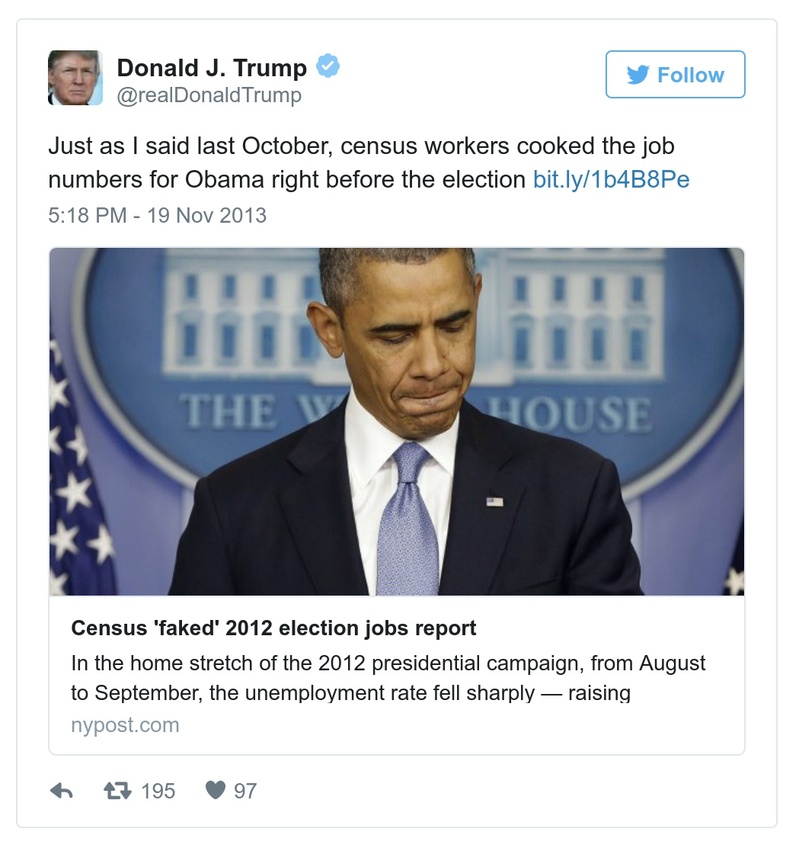 Donald J. Trump
@realDonaldTrump
Follow
Just as I said last October, census workers cooked the job
numbers for Obama right before the election bit.ly/1b4B8Pe
5:18 PM - 19 Nov 2013
THE W HOUSE
Census 'faked' 2012 election jobs report
In the home stretch of the 2012 presidential campaign, from August
to September, the unemployment rate fell sharply — raising
nypost.com
195 97